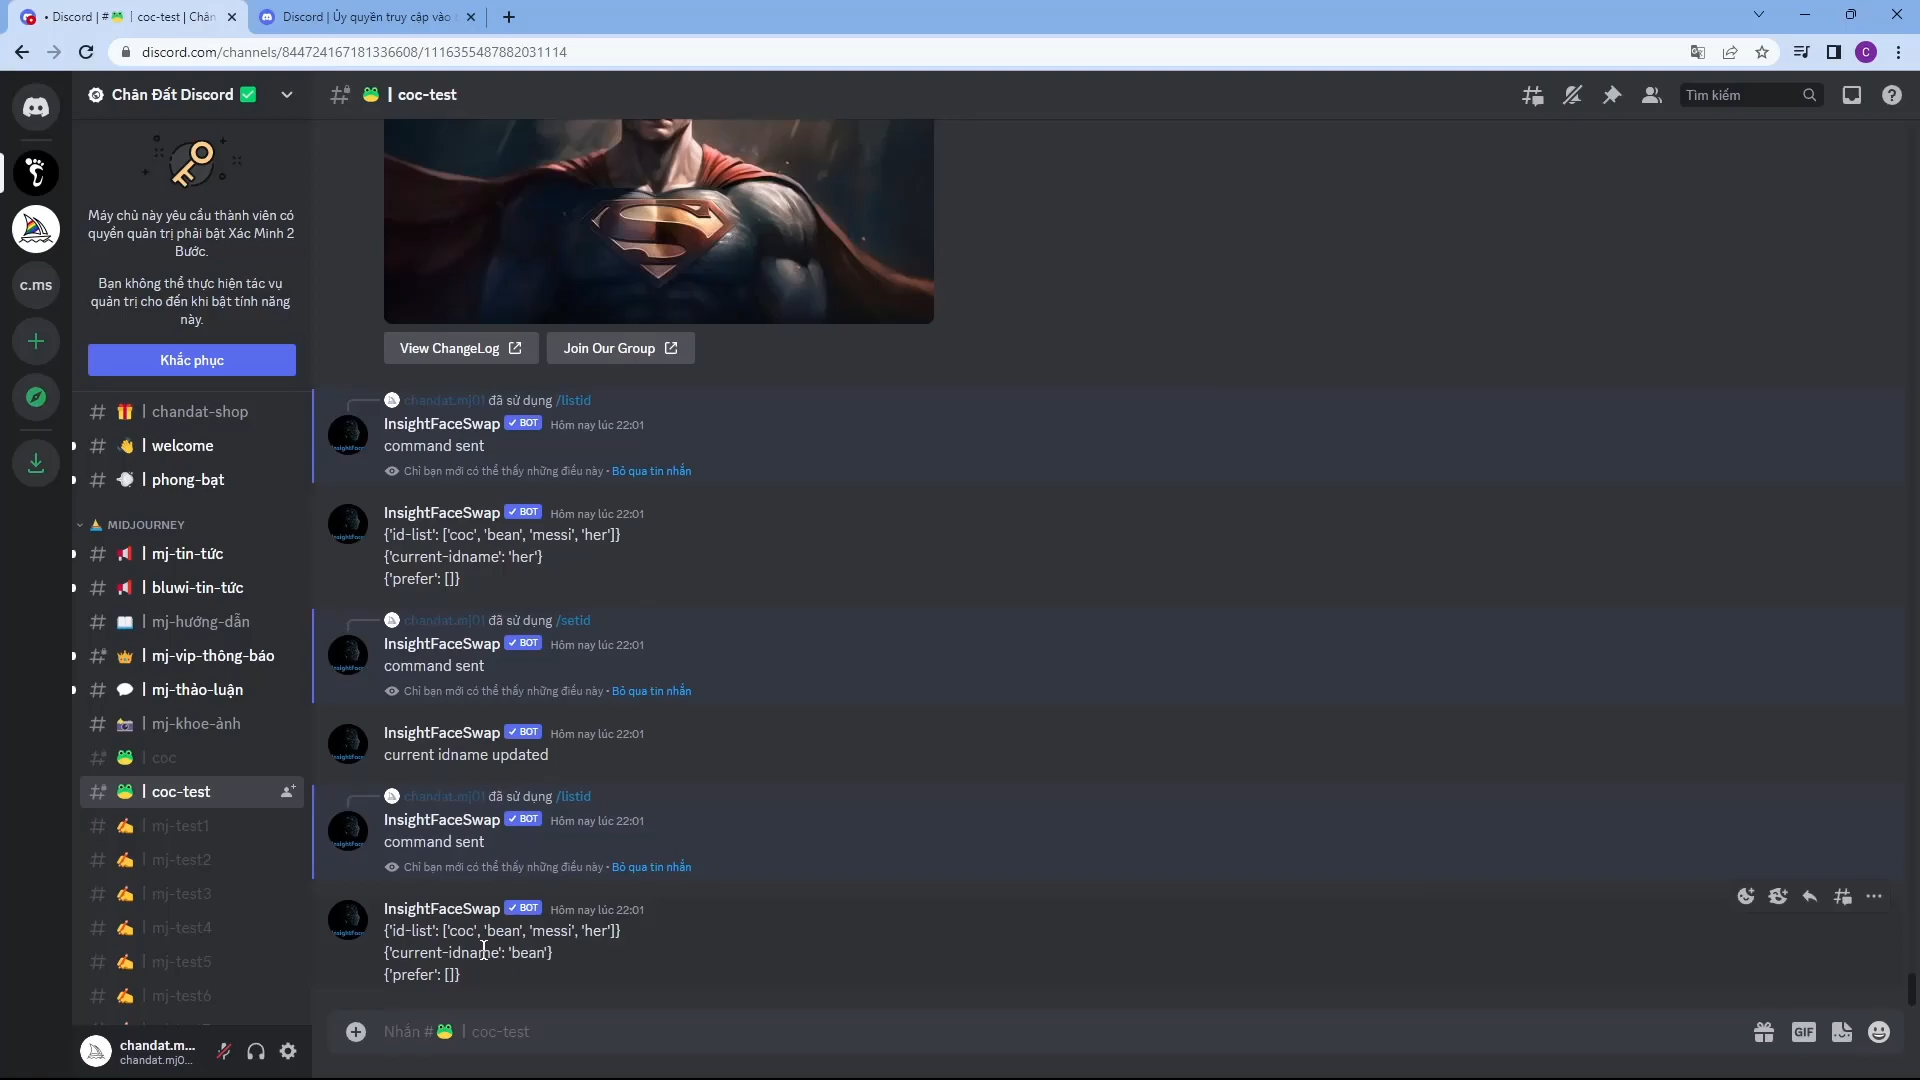 • Discord | #🐸 | coc-test | Chân
Discord | Ủy quyền truy cập vào
discord.com/channels/844724167181336608/1116355487882031114
C
Chân Đất Discord
#🐸 | coc-test
Tìm kiếm
c.ms
Máy chủ này yêu cầu thành viên có
quyền quản trị phải bật Xác Minh 2
Bước.
Bạn không thể thực hiện tác vụ
quản trị cho đến khi bật tính năng
này.
Khắc phục
| chandat-shop
| welcome
| phong-bạt
MIDJOURNEY
| mj-tin-tức
| bluwi-tin-tức
| mj-hướng-dẫn
| mj-vip-thông-báo
| mj-thảo-luận
| mj-khoe-ảnh
| coc
| coc-test
| mj-test1
| mj-test2
| mj-test3
| mj-test4
| mj-test5
| mj-test6
chandat.m...
chandat.mj0...
View ChangeLog
Join Our Group
chandat.mj01 đã sử dụng /listid
InsightFaceSwap ✓ BOT Hôm nay lúc 22:01
command sent
Chỉ bạn mới có thể thấy những điều này • Bỏ qua tin nhắn
InsightFaceSwap ✓ BOT Hôm nay lúc 22:01
{'id-list': ['coc', 'bean', 'messi', 'her']}
{'current-idname': 'her'}
{'prefer': []}
chandat.mj01 đã sử dụng /setid
InsightFaceSwap ✓ BOT Hôm nay lúc 22:01
command sent
Chỉ bạn mới có thể thấy những điều này • Bỏ qua tin nhắn
InsightFaceSwap ✓ BOT Hôm nay lúc 22:01
current idname updated
chandat.mj01 đã sử dụng /listid
InsightFaceSwap ✓ BOT Hôm nay lúc 22:01
command sent
Chỉ bạn mới có thể thấy những điều này • Bỏ qua tin nhắn
InsightFaceSwap ✓ BOT Hôm nay lúc 22:01
{'id-list': ['coc', 'bean', 'messi', 'her']}
{'current-idname': 'bean'}
{'prefer': []}
Nhắn #🐸 | coc-test
GIF